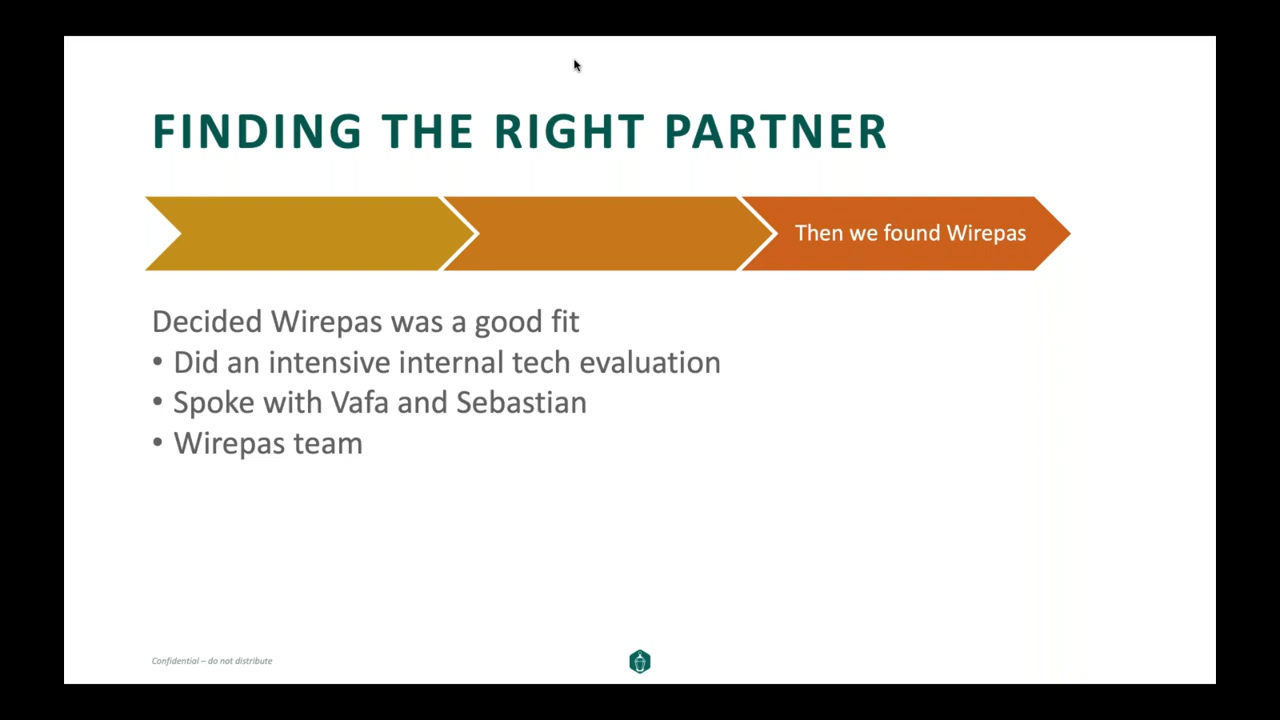 FINDING THE RIGHT PARTNER
Then we found Wirepas
Decided Wirepas was a good fit
• Did an intensive internal tech evaluation
• Spoke with Vafa and Sebastian
• Wirepas team
Confidential – do not distribute